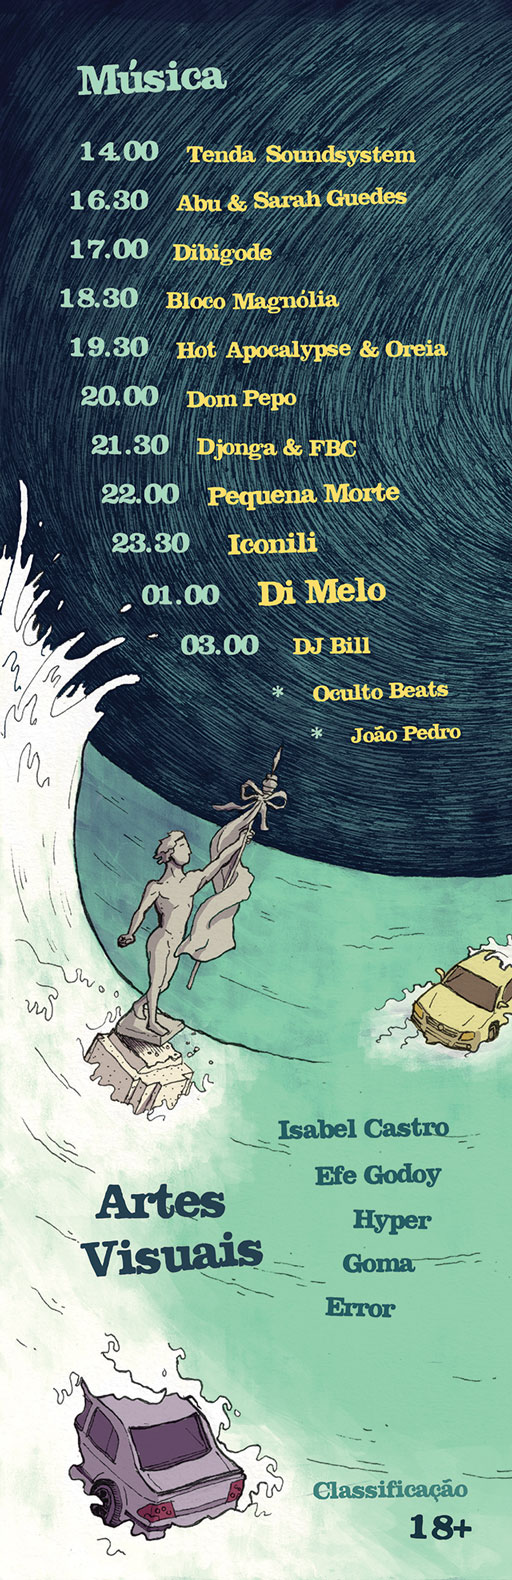 Música
14.00 Tenda Soundsystem
16.30 Abu & Sarah Guedes
17.00 Dibigode
18.30 Bloco Magnólia
19.30 Hot Apocalypse & Oreia
20.00 Dom Pepo
21.30 Djonga & FBC
22.00 Pequena Morte
23.30 Iconili
01.00 Di Melo
03.00 DJ Bill
* Oculto Beats
* João Pedro
Isabel Castro
Efe Godoy
Hyper
Goma
Error
Artes
Visuais
Classificação
18+